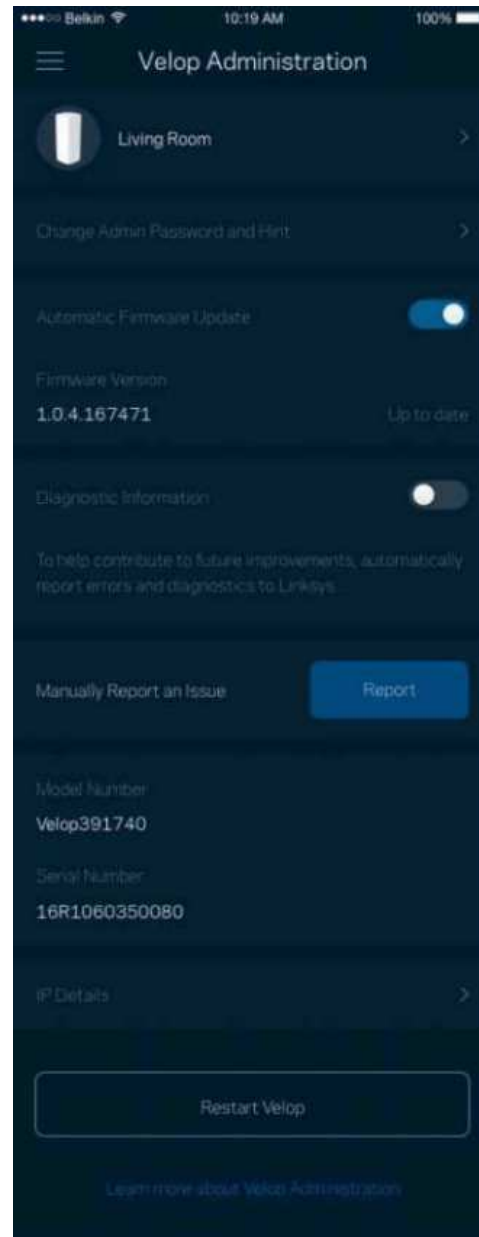 Belkin 10:19 AM 100%
Velop Administration
Living Room
Change Admin Password and Hint
Automatic Firmware Update
Firmware Version
1.0.4.167471 Up to date
Diagnostic Information
To help contribute to future improvements, automatically
report errors and diagnostics to Linksys.
Manually Report an Issue Report
Model Number
Velop391740
Serial Number
16R1060350080
IP Details
Restart Velop
Learn more about Velop Administration